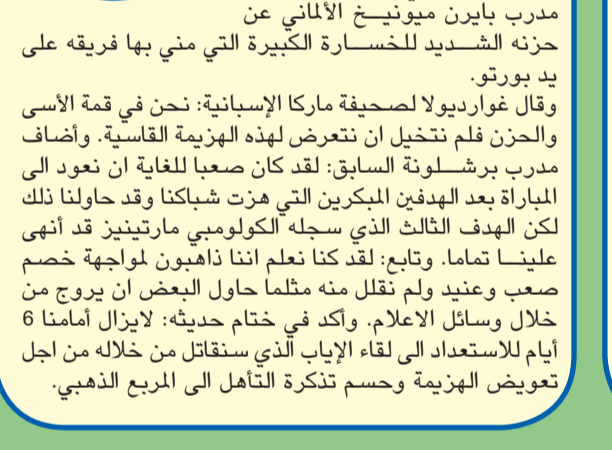 مدرب بايرن ميونيـخ الألماني عن
حزنه الشـديد للخسـارة الكبيرة التي مني بها فريقه على
يد بورتو.
وقال غوارديولا لصحيفة ماركا الإسبانية: نحن في قمة الأسى
والحزن فلم نتخيل ان نتعرض لهذه الهزيمة القاسية. وأضاف
مدرب برشـلونة السابق: لقد كان صعبا للغاية ان نعود الى
المباراة بعد الهدفين المبكرين التي هزت شباكنا وقد حاولنا ذلك
لكن الهدف الثالث الذي سجله الكولومبي مارتينيز قد أنهى
علينـا تماما. وتابع: لقد كنا نعلم اننا ذاهبون لمواجهة خصم
صعب وعنيد ولم نقلل منه مثلما حاول البعض ان يروج من
خلال وسائل الاعلام. وأكد في ختام حديثه: لايزال أمامنا 6
أيام للاستعداد الى لقاء الإياب الذي سنقاتل من خلاله من اجل
تعويض الهزيمة وحسم تذكرة التأهل الى المربع الذهبي.